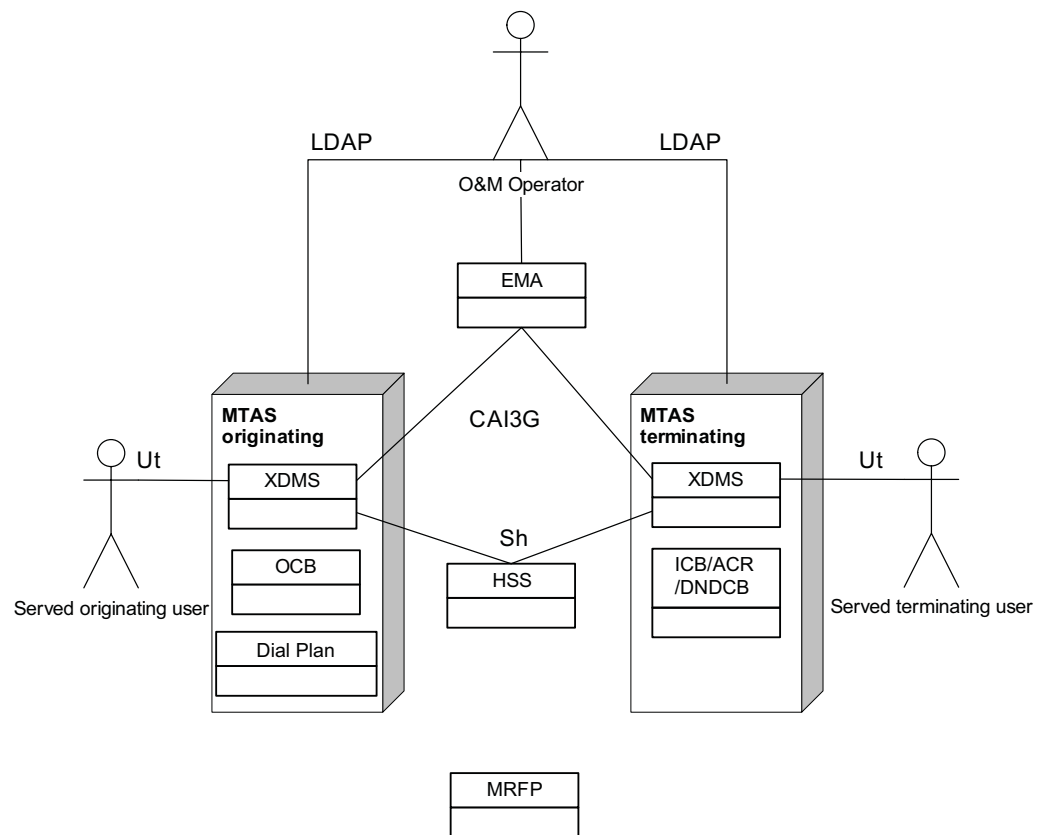 LDAP
LDAP
O&M Operator
EMA
MTAS
originating
CAI3G
MTAS
terminating
Ut
XDMS
XDMS
Ut
Sh
OCB
HSS
ICB/ACR
/DNDCB
Served originating user
Served terminating user
Dial Plan
MRFP